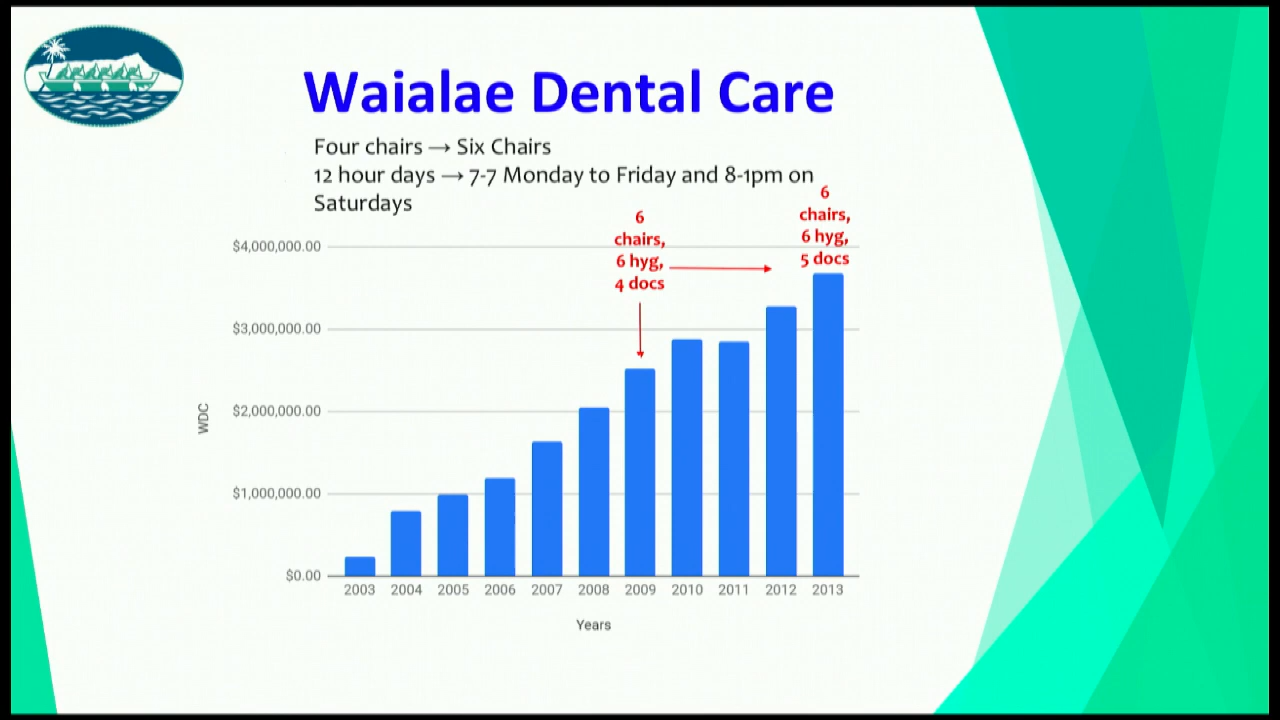 Waialae Dental Care
Four chairs → Six Chairs
12 hour days → 7-7 Monday to Friday and 8-1pm on
Saturdays
6
chairs,
6 hyg,
4 docs
6
chairs,
6 hyg,
5 docs
$4,000,000.00
$3,000,000.00
$2,000,000.00
$1,000,000.00
$0.00
WDC
2003 2004 2005 2006 2007 2008 2009 2010 2011 2012 2013
Years